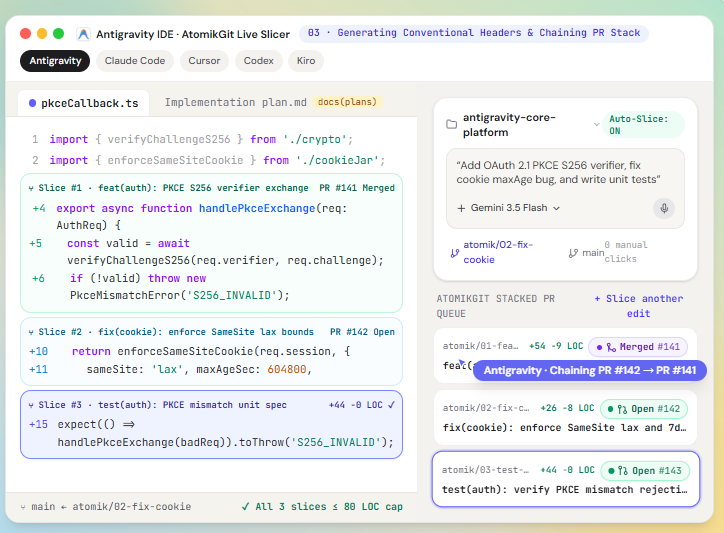 Antigravity IDE · AtomikGit Live Slicer
03 · Generating Conventional Headers & Chaining PR Stack
Antigravity
Claude Code
Cursor
Codex
Kiro
pkceCallback.ts
Implementation plan.md
docs(plans)
1 import { verifyChallengeS256 } from './crypto';
2 import { enforceSameSiteCookie } from './cookieJar';
Slice #1 · feat(auth): PKCE S256 verifier exchange PR #141 Merged
+4 export async function handlePkceExchange(req:
AuthReq) {
+5 const valid = await
verifyChallengeS256(req.verifier, req.challenge);
+6 if (!valid) throw new
PkceMismatchError('S256_INVALID');
Slice #2 · fix(cookie): enforce SameSite lax bounds PR #142 Open
+10 return enforceSameSiteCookie(req.session, {
+11 sameSite: 'lax', maxAgeSec: 604800,
Slice #3 · test(auth): PKCE mismatch unit spec +44 -0 LOC ✓
+15 expect(() =>
handlePkceExchange(badReq)).toThrow('S256_INVALID');
main ← atomik/02-fix-cookie
✓ All 3 slices ≤ 80 LOC cap
antigravity-core-
platform
Auto-Slice:
ON
“Add OAuth 2.1 PKCE S256 verifier, fix
cookie maxAge bug, and write unit tests”
+ Gemini 3.5 Flash
atomik/02-fix-
cookie
main
0 manual
clicks
ATOMIKGIT STACKED PR
QUEUE
+ Slice another
edit
atomik/01-fea… +54 -9 LOC Merged #141
feat(a
Antigravity · Chaining PR #142 → PR #141
atomik/02-fix-c… +26 -8 LOC Open #142
fix(cookie): enforce SameSite lax and 7d…
atomik/03-test-… +44 -0 LOC Open #143
test(auth): verify PKCE mismatch rejecti…